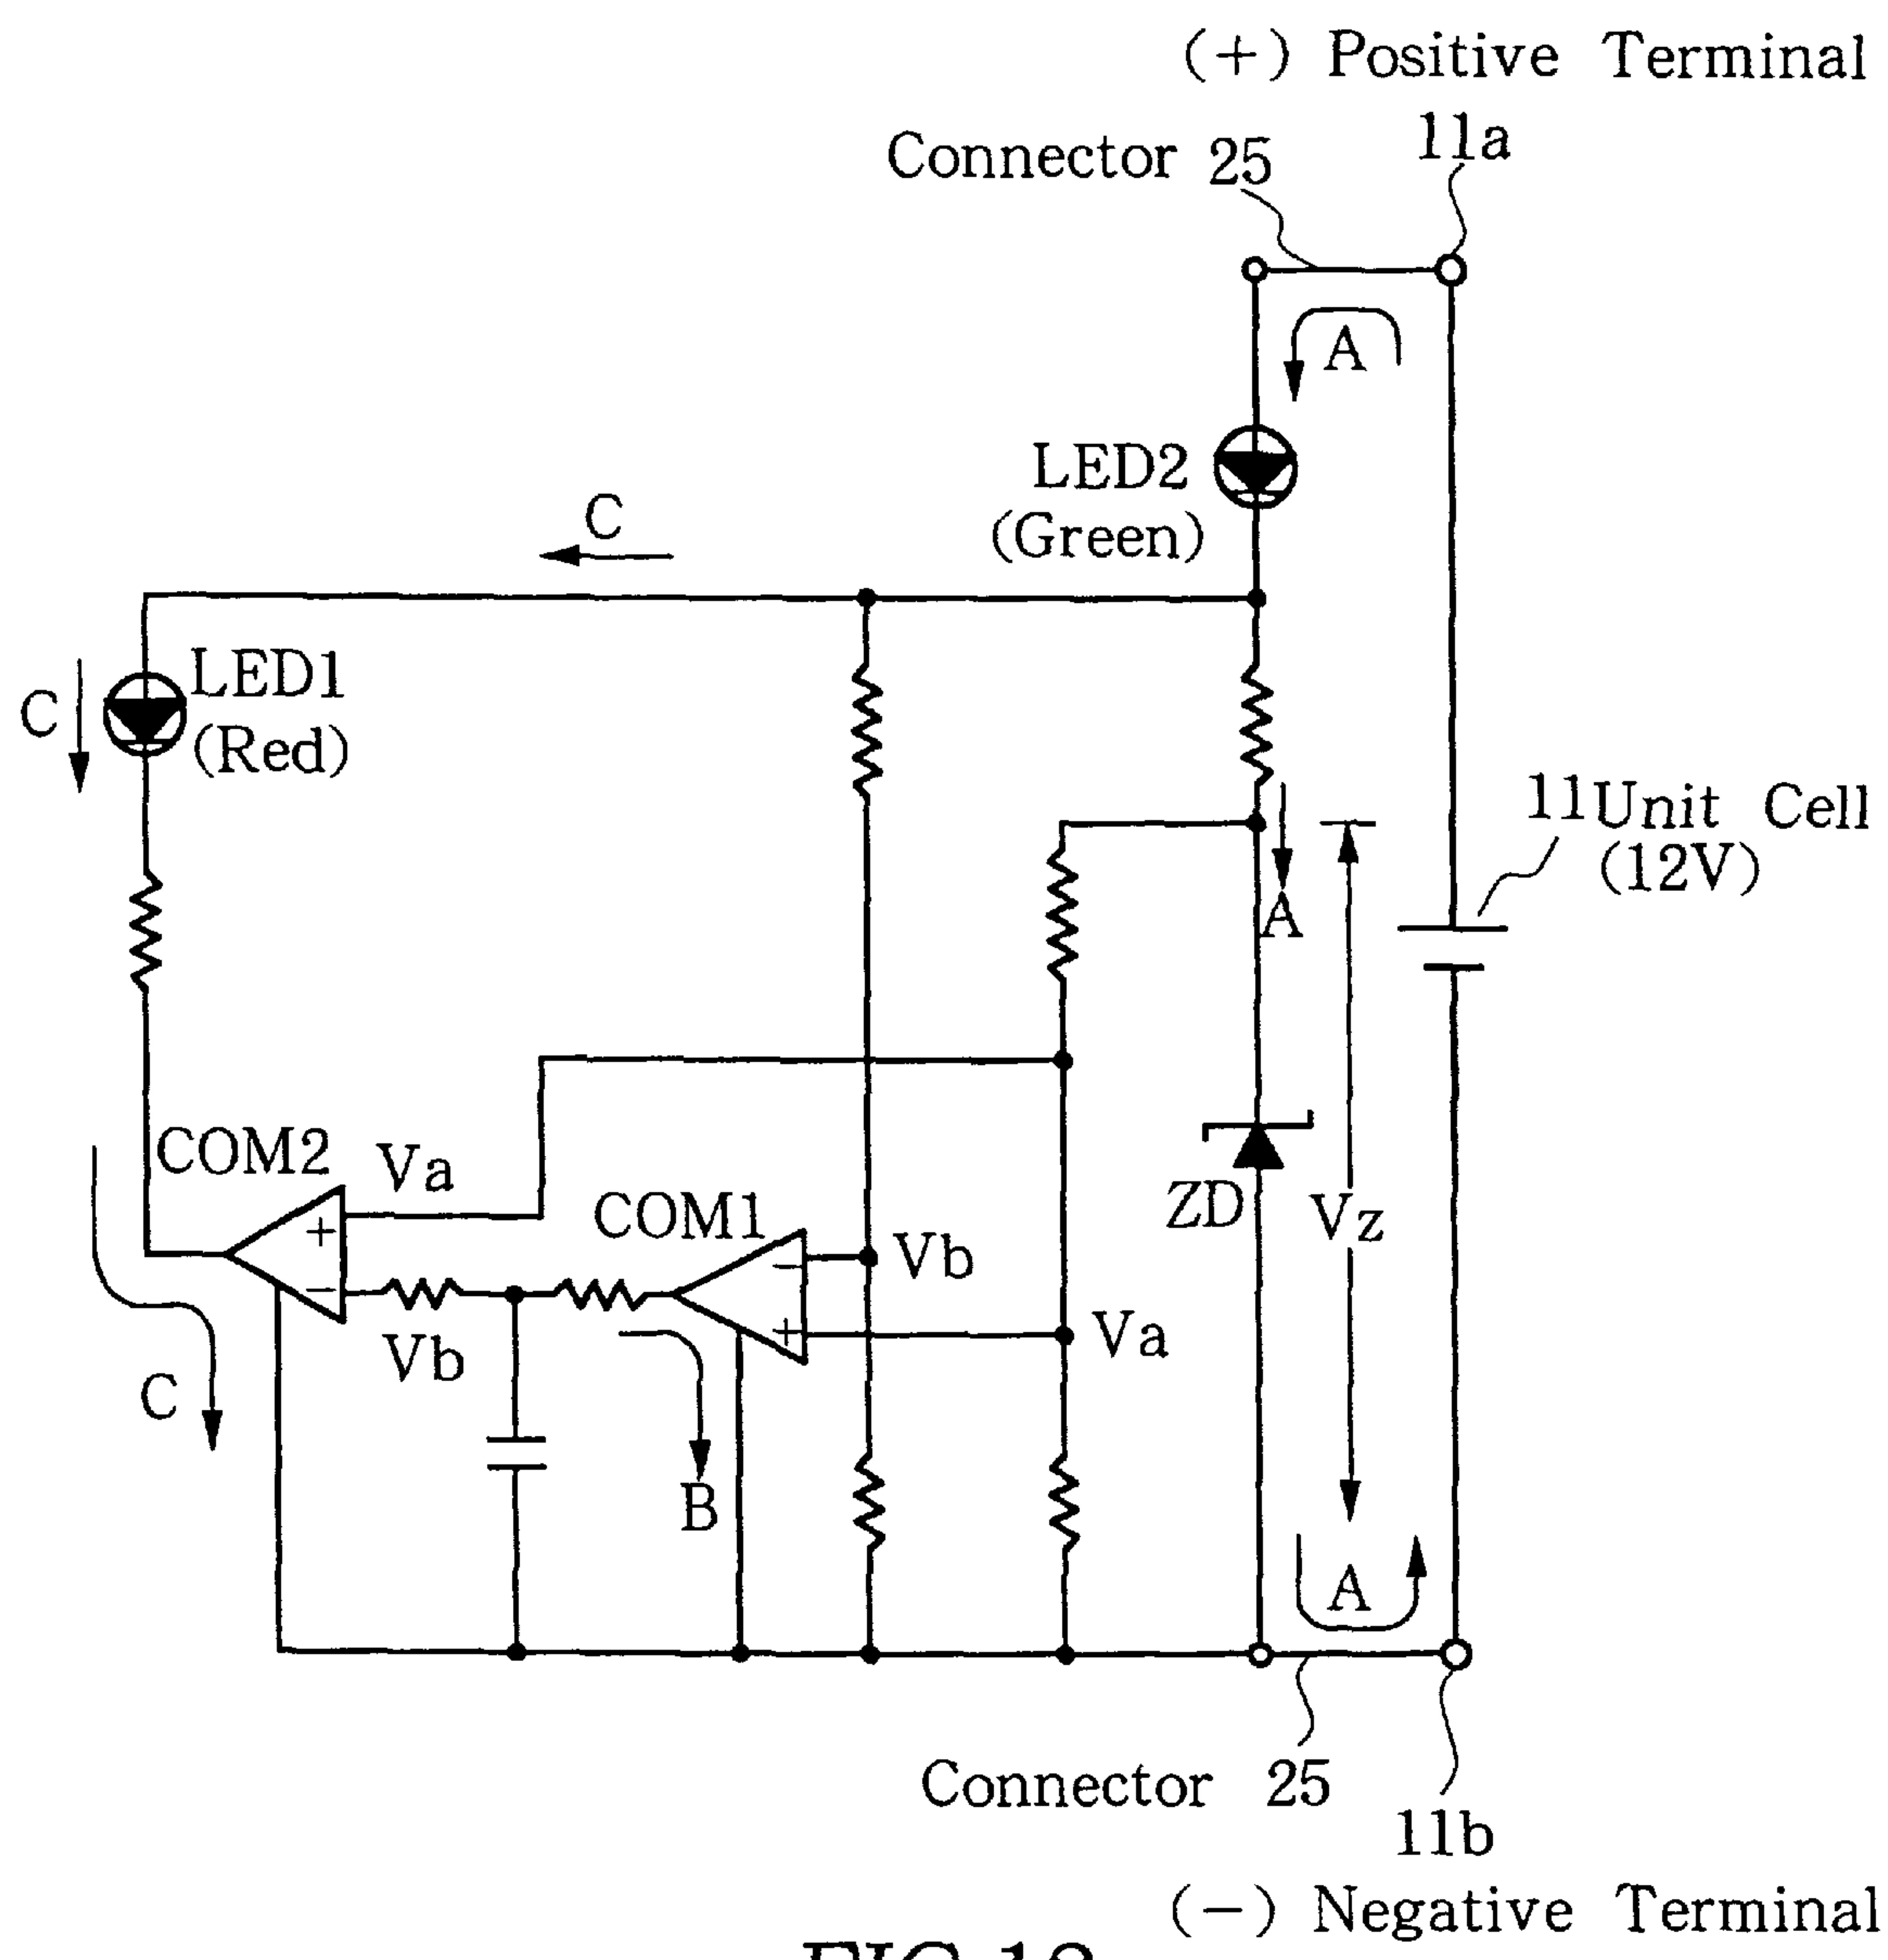 (+) Positive Terminal
Connector 25
11a
A
LED2
(Green)
C
LED1
(Red)
C
11 Unit Cell
(12V)
A
COM2
Va
COM1
ZD
Vz
+
−
−
+
Vb
Vb
Va
C
B
A
Connector 25
11b
(−) Negative Terminal